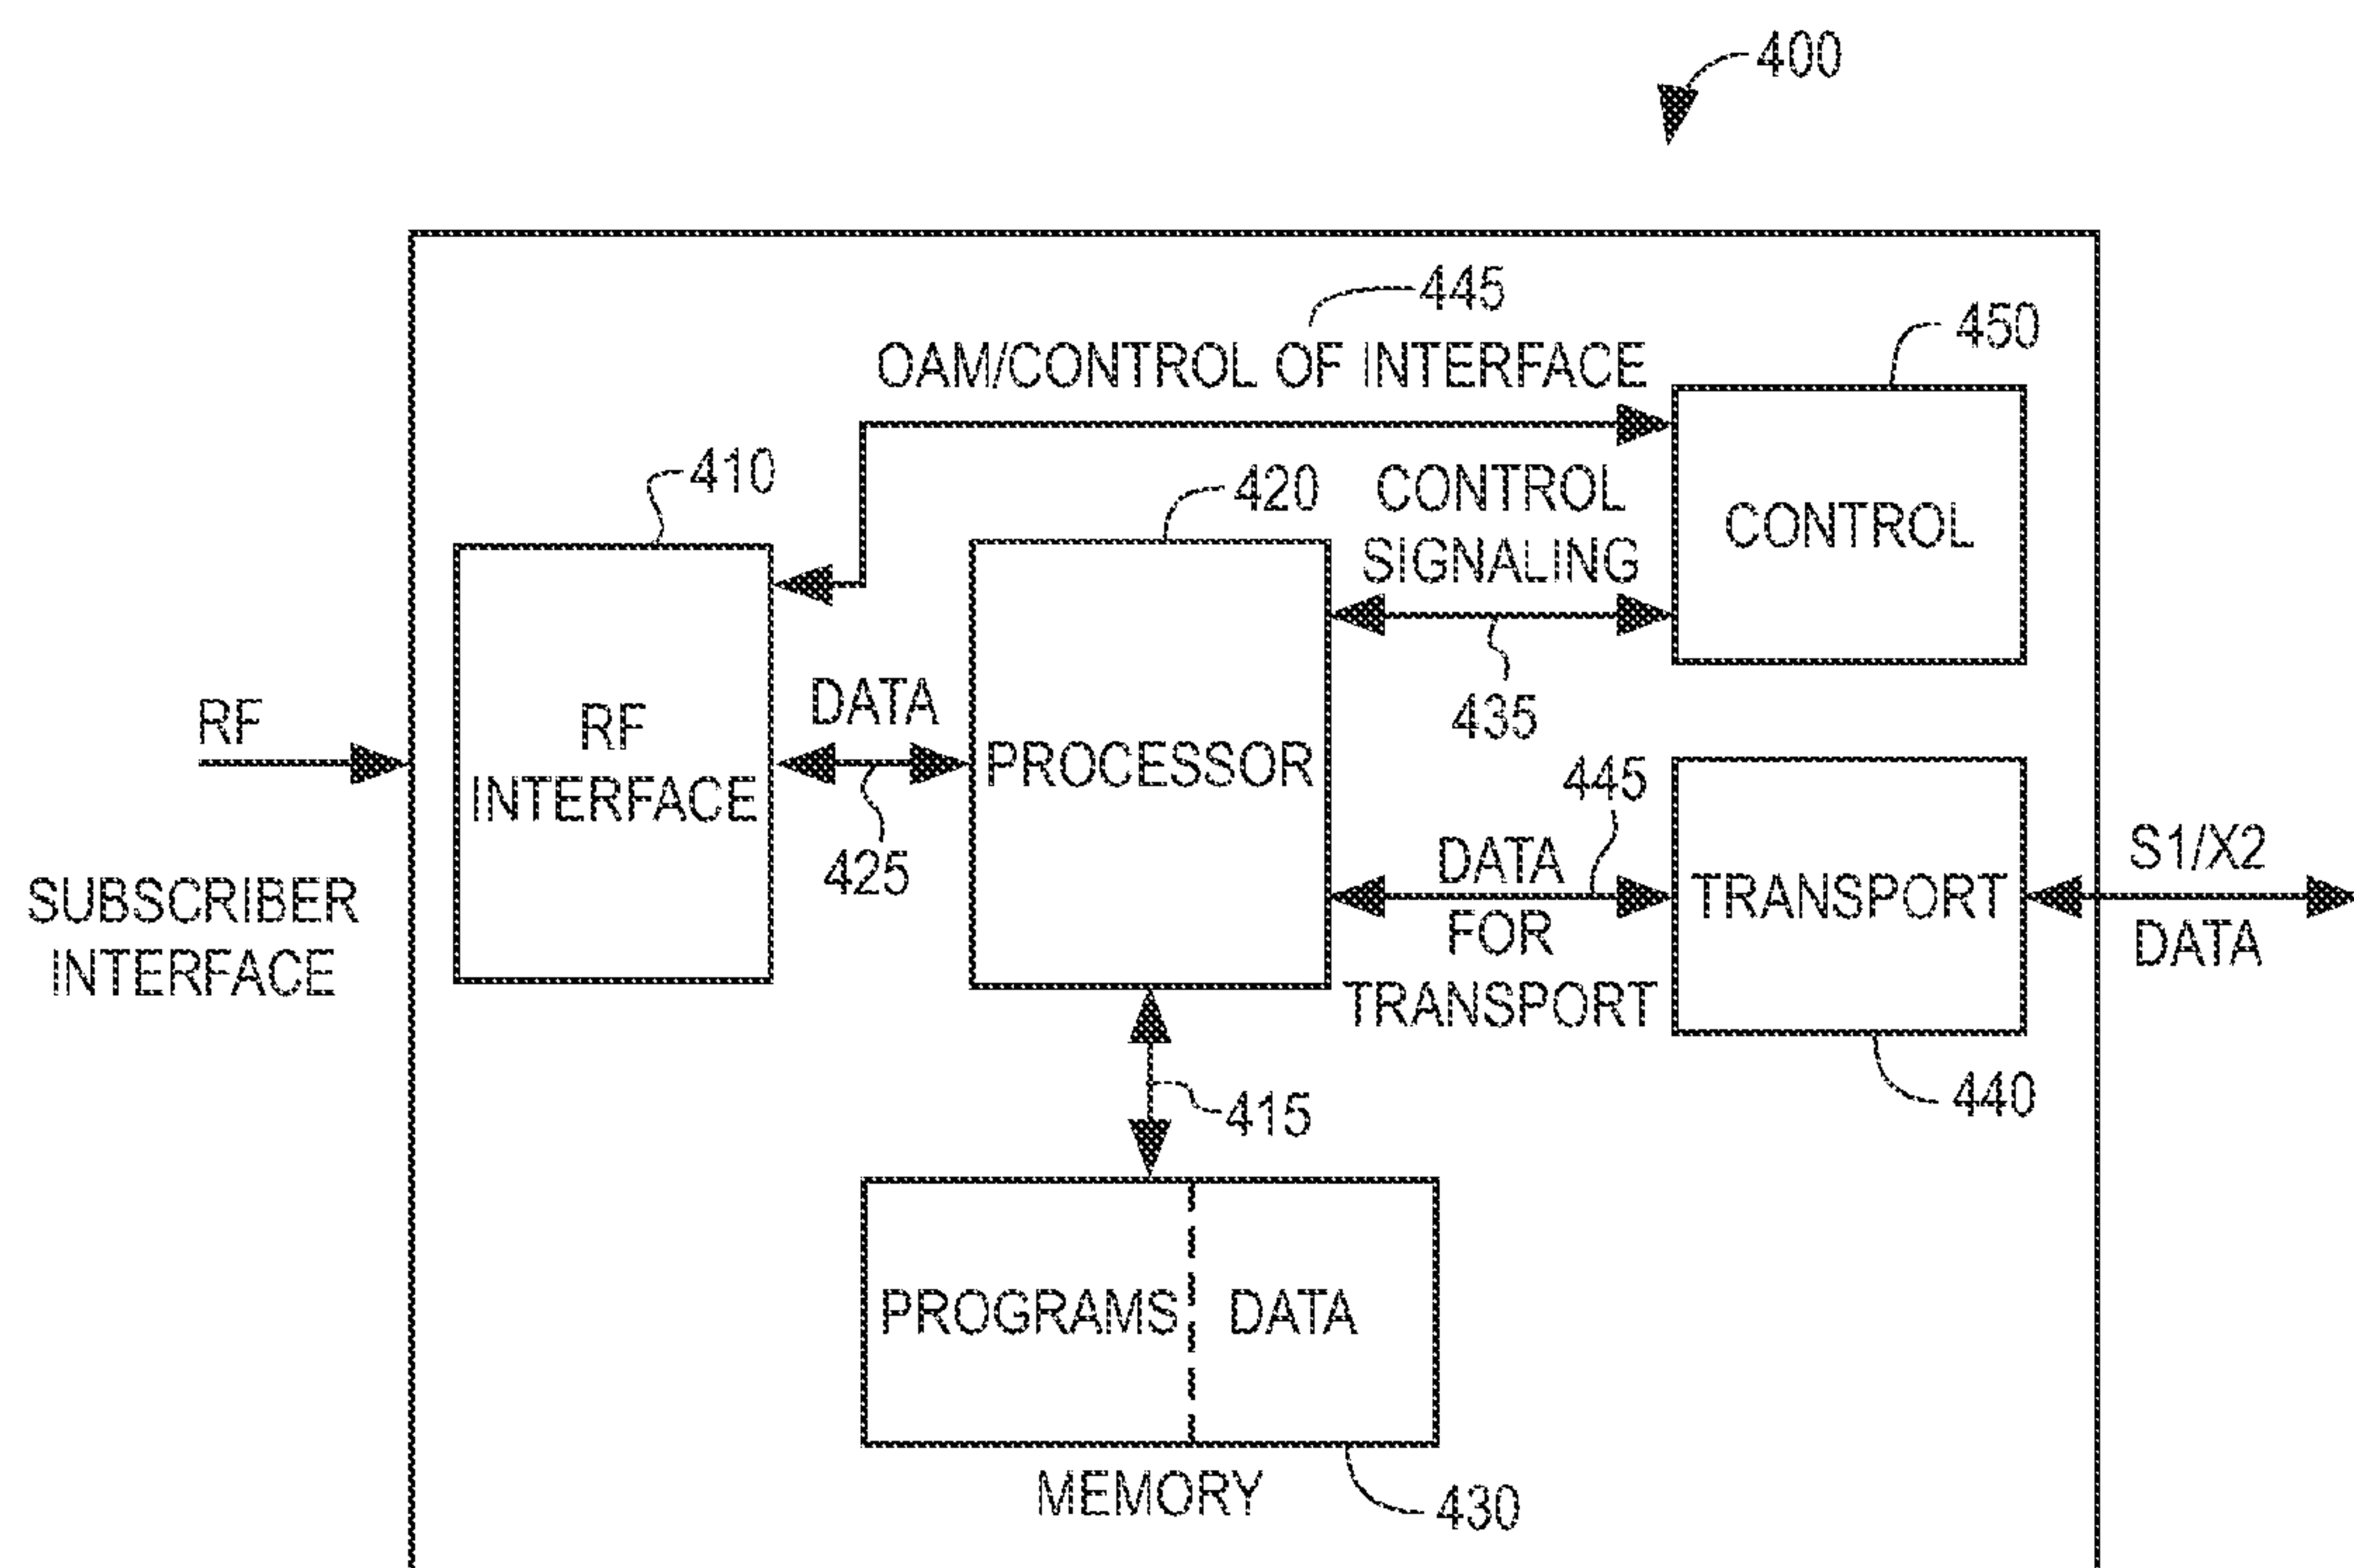 400
445
OAM/CONTROL OF INTERFACE
450
410
420
CONTROL
SIGNALING
CONTROL
435
RF
SUBSCRIBER
INTERFACE
RF
INTERFACE
DATA
425
PROCESSOR
445
DATA
FOR
TRANSPORT
TRANSPORT
440
S1/X2
DATA
415
PROGRAMS
DATA
MEMORY
430